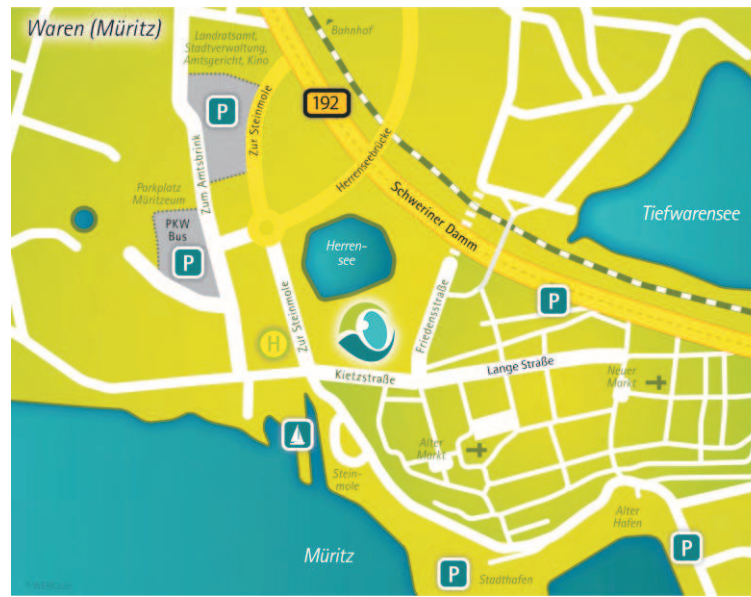 Waren (Müritz)
Landratsamt,
Stadtverwaltung,
Amtsgericht, Kino
Bahnhof
P
192
Zur Steinmole
Herrenseebrücke
Zum Amtsbrink
Schweriner Damm
Parkplatz
Müritzeum
PKW
Bus
P
Tiefwarensee
Herren-
see
P
Friedensstraße
Zur Steinmole
H
Kietzstraße
Lange Straße
Neuer
Markt
Alter
Markt
Stein-
mole
Alter
Hafen
Müritz
P
P
Stadthafen